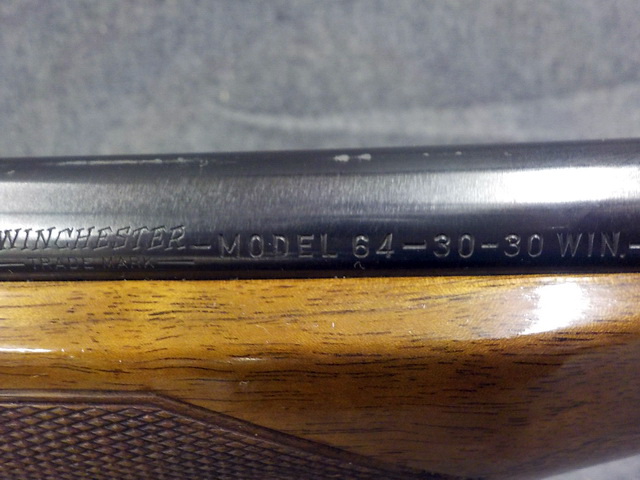 WINCHESTER-MODEL 64-30-30 WIN.-
TRADE MARK